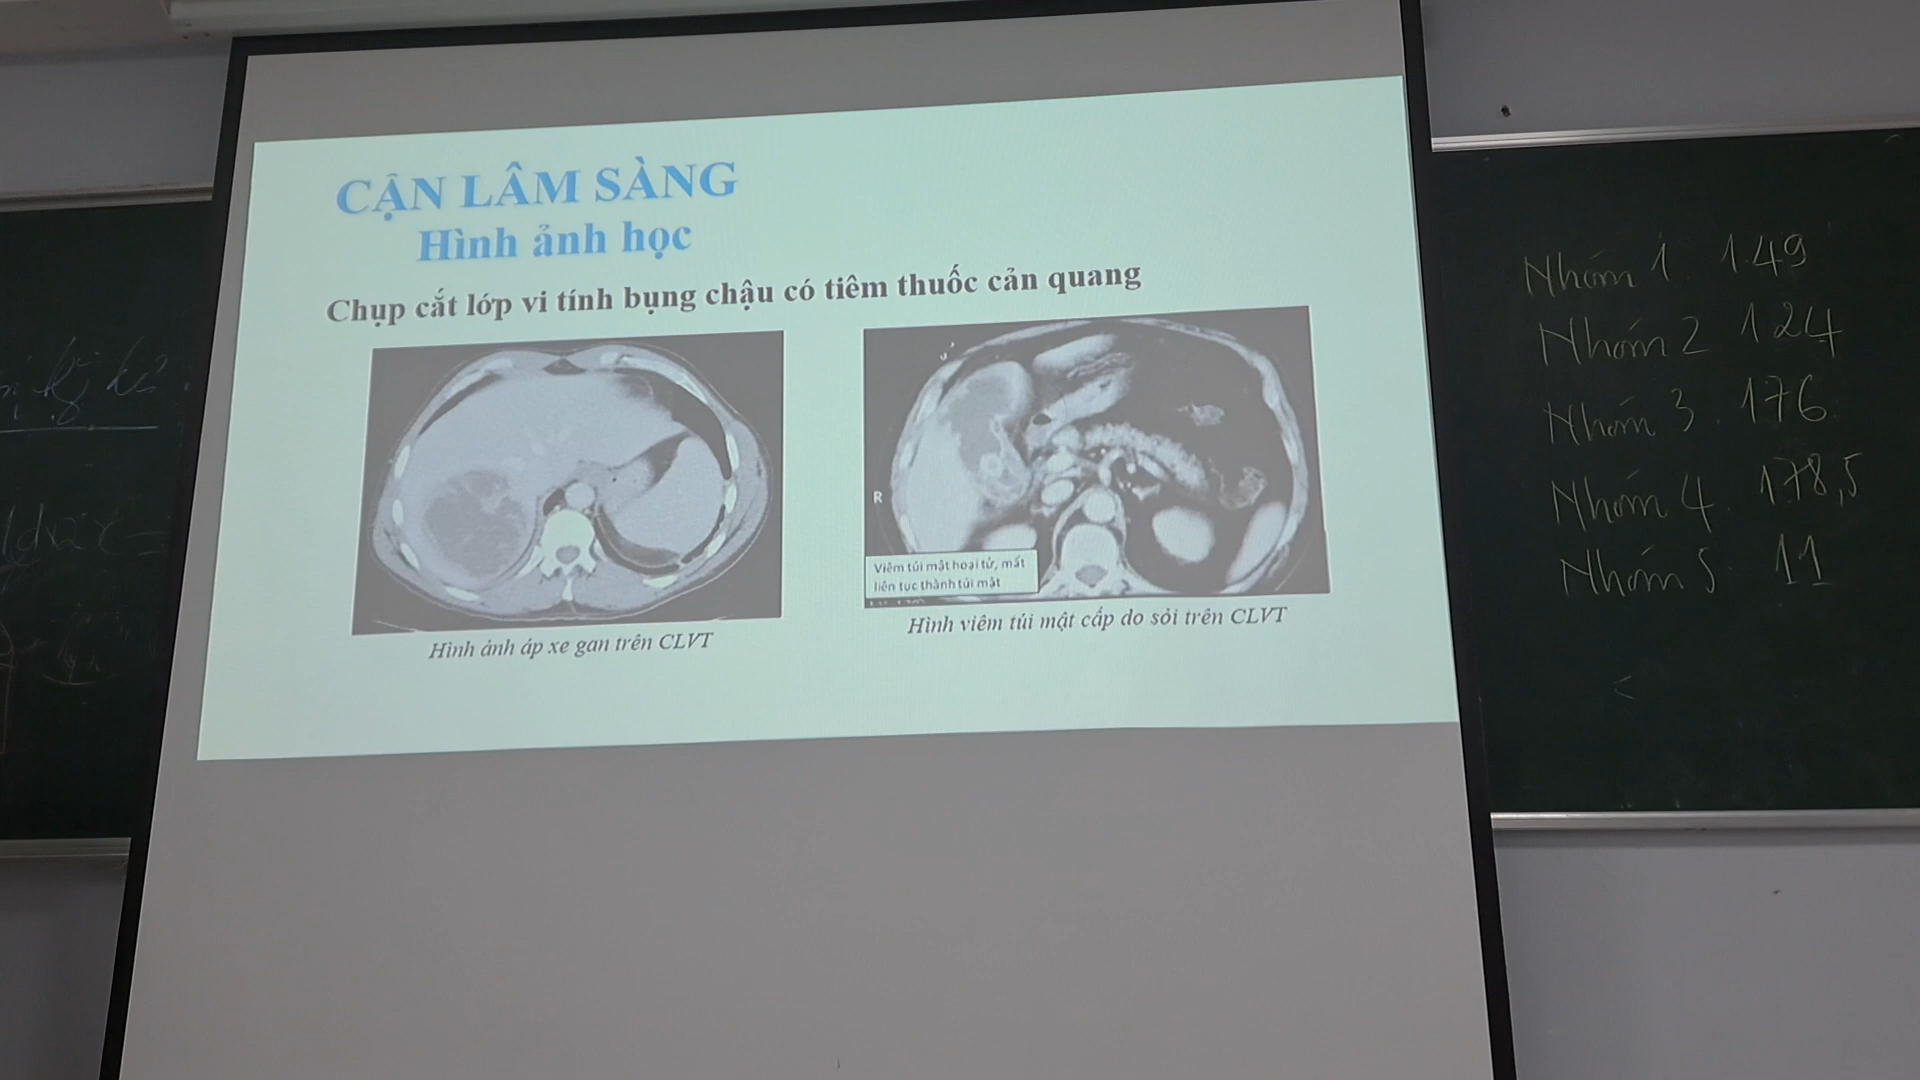 CẬN LÂM SÀNG
Hình ảnh học
Chụp cắt lớp vi tính bụng chậu có tiêm thuốc cản quang
R
Viêm túi mật hoại tử, mất
liên tục thành túi mật
Hình ảnh áp xe gan trên CLVT
Hình viêm túi mật cấp do sỏi trên CLVT
Nhóm 1. 149
Nhóm 2 124
Nhóm 3. 176
Nhóm 4. 178,5
Nhóm 5. 11